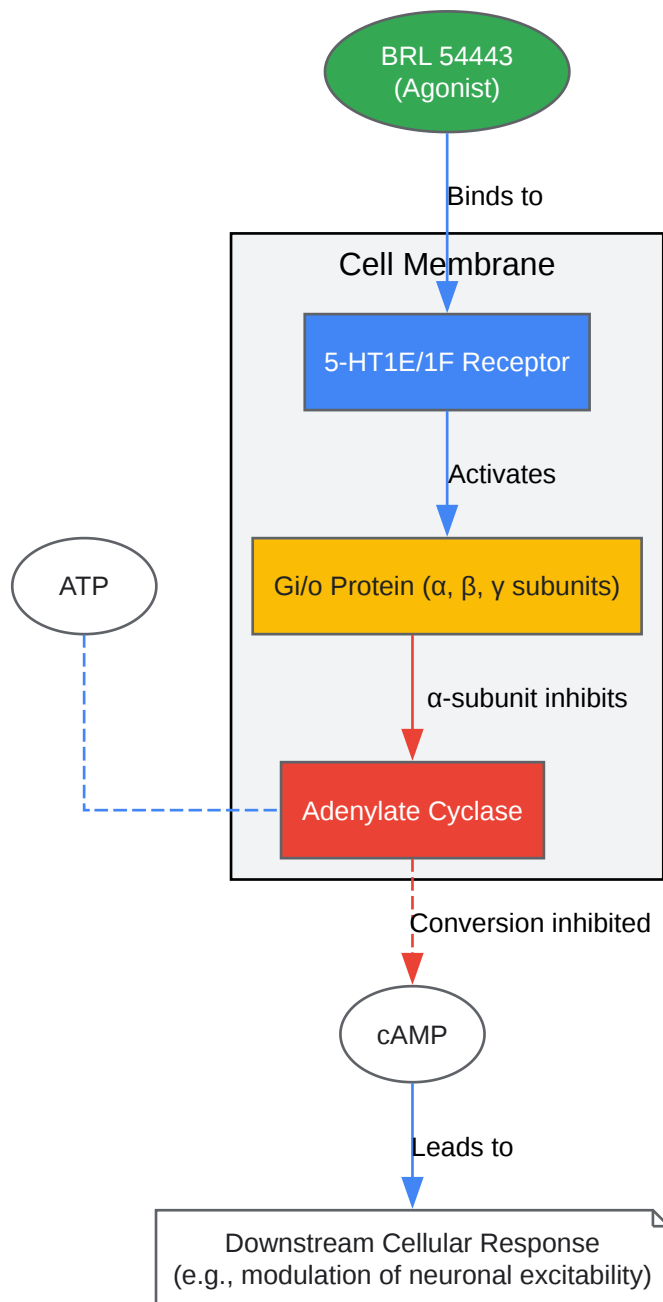 BRL 54443
(Agonist)
Binds to
Cell Membrane
5-HT1E/1F Receptor
Activates
ATP
Gi/o Protein (α, β, γ subunits)
α-subunit inhibits
Adenylate Cyclase
Conversion inhibited
cAMP
Leads to
Downstream Cellular Response
(e.g., modulation of neuronal excitability)